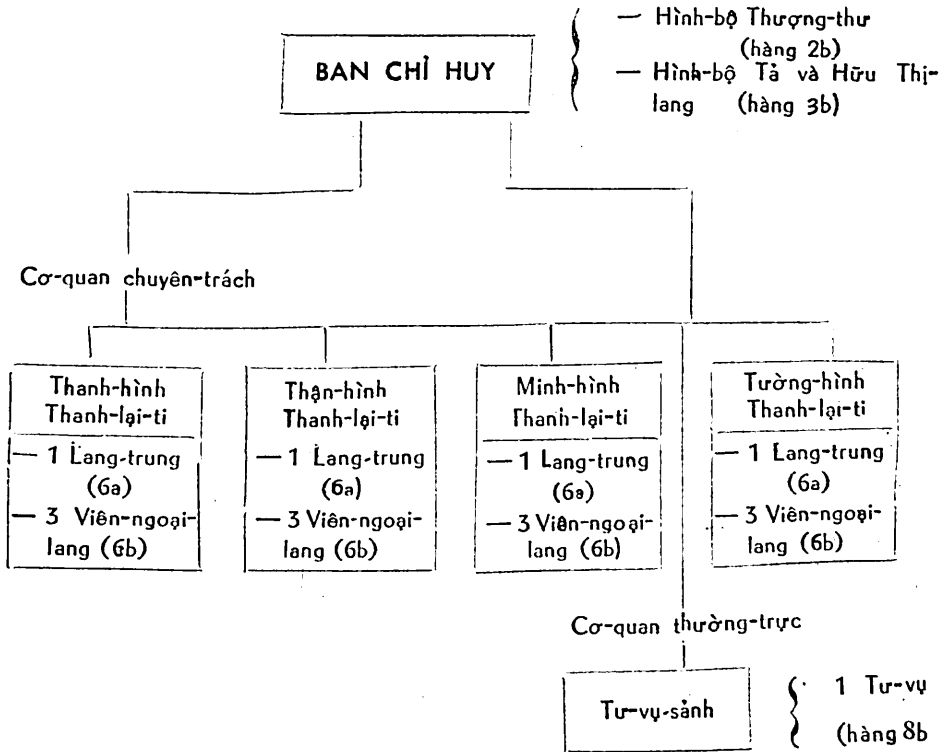 BAN CHỈ HUY
— Hình-bộ Thượng-thư
(hàng 2b)
— Hình-bộ Tả và Hữu Thị-
lang (hàng 3b)
Cơ-quan chuyên-trách
Thanh-hình
Thanh-lại-ti
— 1 Lang-trung
(6a)
— 3 Viên-ngoại-
lang (6b)
Thận-hình
Thanh-lại-ti
— 1 Lang-trung
(6a)
— 3 Viên-ngoại-
lang (6b)
Minh-hình
Thanh-lại-ti
— 1 Lang-trung
(6a)
— 3 Viên-ngoại-
lang (6b)
Tường-hình
Thanh-lại-ti
— 1 Lang-trung
(6a)
— 3 Viên-ngoại-
lang (6b)
Cơ-quan thường-trực
Tư-vụ-sảnh
1 Tư-vụ
(hàng 8b